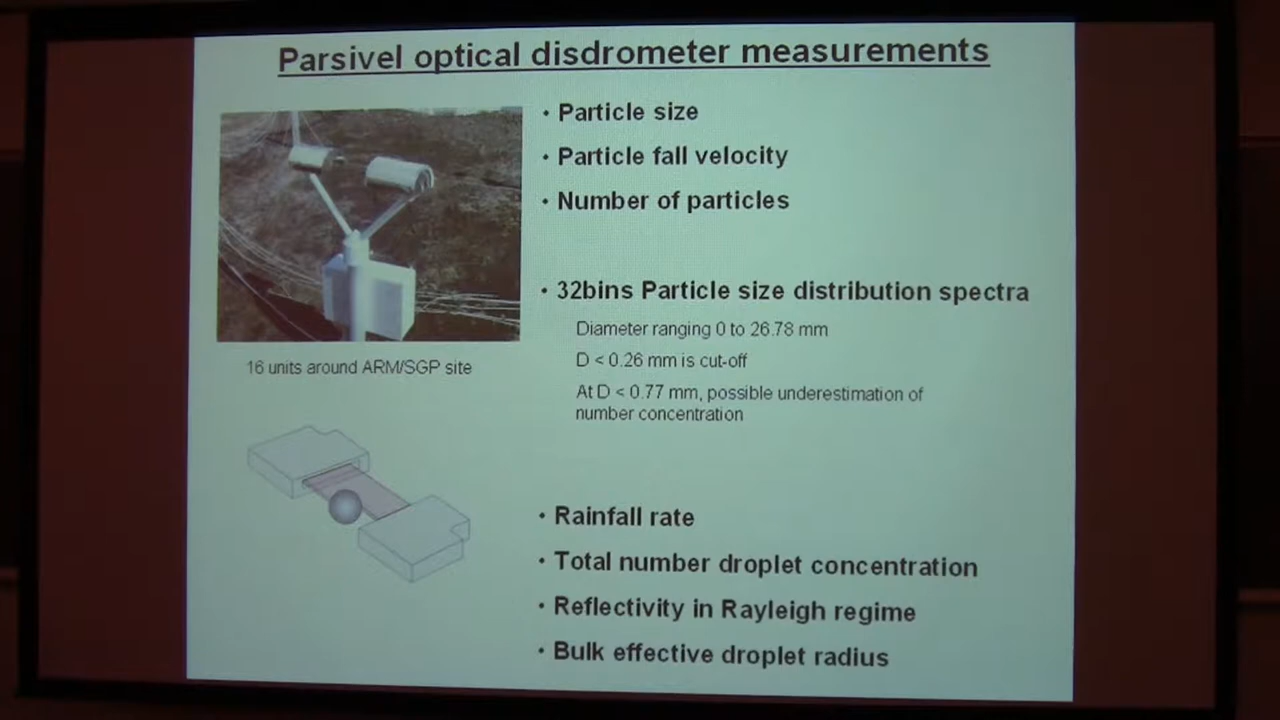 Parsivel optical disdrometer measurements
• Particle size
• Particle fall velocity
• Number of particles
• 32bins Particle size distribution spectra
Diameter ranging 0 to 26.78 mm
D < 0.26 mm is cut-off
At D < 0.77 mm, possible underestimation of
number concentration
16 units around ARM/SGP site
• Rainfall rate
• Total number droplet concentration
• Reflectivity in Rayleigh regime
• Bulk effective droplet radius